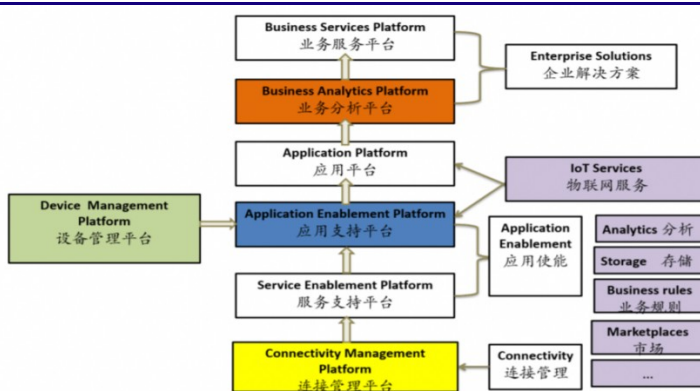 Business Services Platform
业务服务平台
Enterprise Solutions
企业解决方案
Business Analytics Platform
业务分析平台
Application Platform
应用平台
IoT Services
物联网服务
Device Management
Platform
设备管理平台
Application Enablement Platform
应用支持平台
Application
Enablement
应用使能
Analytics 分析
Storage 存储
Service Enablement Platform
服务支持平台
Business rules
业务规则
Marketplaces
市场
Connectivity Management
Platform
连接管理平台
Connectivity
连接管理
...